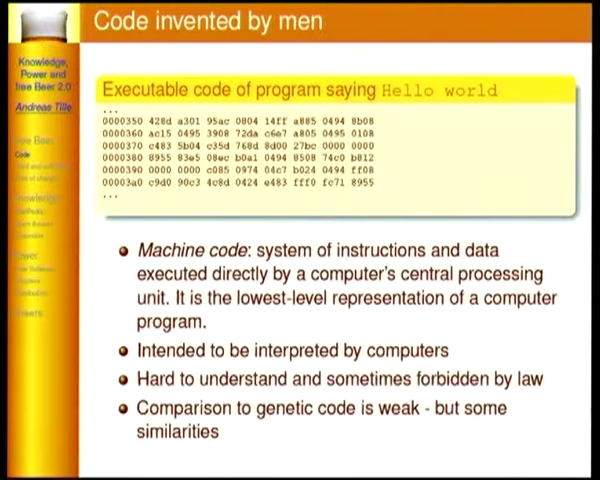 Code invented by men
Knowledge,
Power and
free Beer 2.0
Andreas Tille
Free Beer
Code
Knowledge
Power
Executable code of program saying Hello world
...
0000350 428d a301 95ac 0804 14ff a885 0494 8b08
0000360 ac15 0495 3908 72da c6e7 a805 0495 0108
0000370 c483 5b04 c35d 768d 8d00 27bc 0000 0000
0000380 8955 83e5 08ec b0a1 0494 8508 74c0 b812
0000390 0000 0000 c085 0974 04c7 b024 0494 ff08
00003a0 c9d0 90c3 4c8d 0424 e483 fff0 fc71 8955
...
Machine code: system of instructions and data
executed directly by a computer's central processing
unit. It is the lowest-level representation of a computer
program.
Intended to be interpreted by computers
Hard to understand and sometimes forbidden by law
Comparison to genetic code is weak - but some
similarities